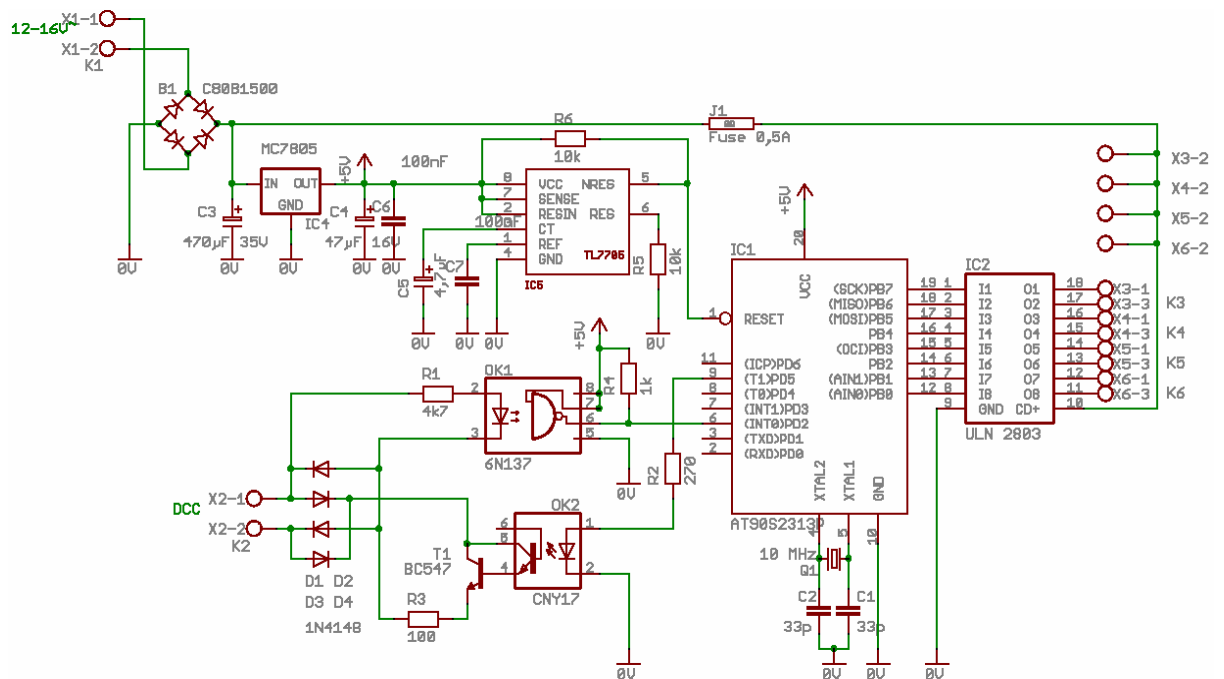 X1-1
12-16V~
X1-2
K1
B1 C80B1500
J1
Fuse 0,5A
R6
10k
MC7805
IN OUT
GND
IC4
+5V
100nF
C3
470µF 35V
C4
47µF 16V
C6
0V
0V
0V
0V
0V
8 VCC NRES 5
7 SENSE
2 RESIN RES 6
3 CT
1 REF
4 GND
TL7705
IC5
100nF
C5
4,7µF
C7
R5
10k
0V
0V
0V
0V
X3-2
X4-2
X5-2
X6-2
+5V
IC1
20
VCC
1 RESET
11 (ICP)PD6
9 (T1)PD5
8 (T0)PD4
7 (INT1)PD3
6 (INT0)PD2
3 (TXD)PD1
2 (RXD)PD0
(SCK)PB7 19
(MISO)PB6 18
(MOSI)PB5 17
PB4 16
(OCI)PB3 15
PB2 14
(AIN1)PB1 13
(AIN0)PB0 12
XTAL2
XTAL1
GND
4
5
10
AT90S2313P
IC2
1 I1 O1 18
2 I2 O2 17
3 I3 O3 16
4 I4 O4 15
5 I5 O5 14
6 I6 O6 13
7 I7 O7 12
8 I8 O8 11
9 GND CD+ 10
ULN 2803
X3-1
X3-3 K3
X4-1
X4-3 K4
X5-1
X5-3 K5
X6-1
X6-3 K6
+5V
R1
4k7
OK1
2
3
8
7
6
5
6N137
R4
1k
0V
R2
270
DCC
X2-1
X2-2
K2
D1 D2
D3 D4
1N4148
T1
BC547
R3
100
OK2
6
5
4
1
2
CNY17
0V
10 MHz
Q1
C2
33p
C1
33p
0V
0V
0V